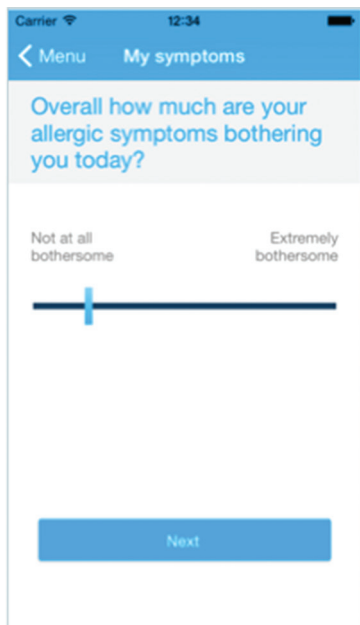 Carrier 12:34
Menu My symptoms
Overall how much are your
allergic symptoms bothering
you today?
Not at all Extremely
bothersome bothersome
Next